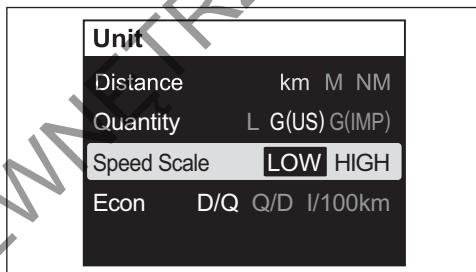 Unit
Distance km M NM
Quantity L G(US) G(IMP)
Speed Scale LOW HIGH
Econ D/Q Q/D l/100km